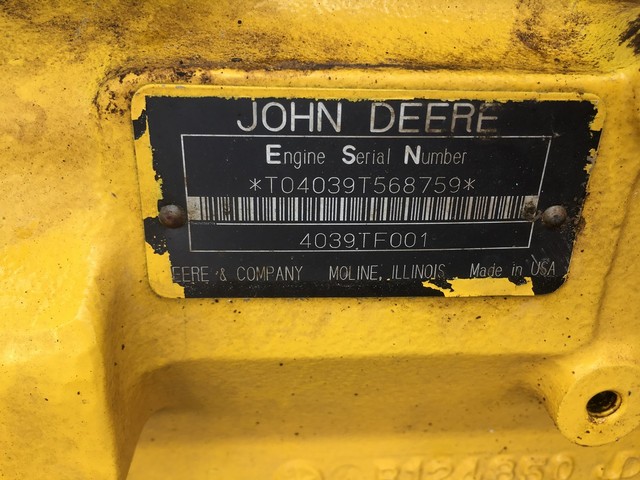 JOHN DEERE
Engine Serial Number
*T04039T568759*
4039TF001
EERE & COMPANY MOLINE, ILLINOIS Made in USA